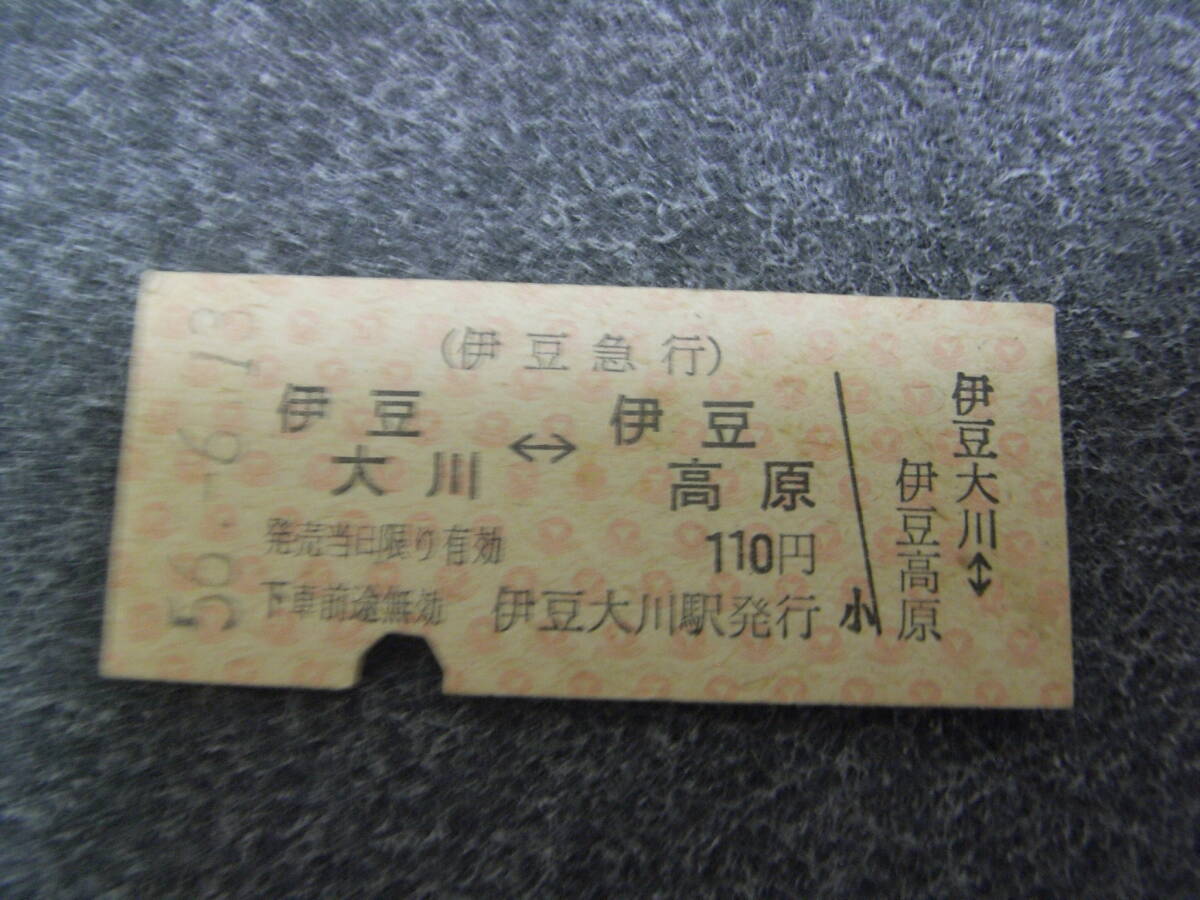 56.-6.13
(伊豆急行)
伊豆大川 ↔ 伊豆高原
発売当日限り有効 110円
下車前途無効 伊豆大川駅発行 小
伊豆大川↔
伊豆高原